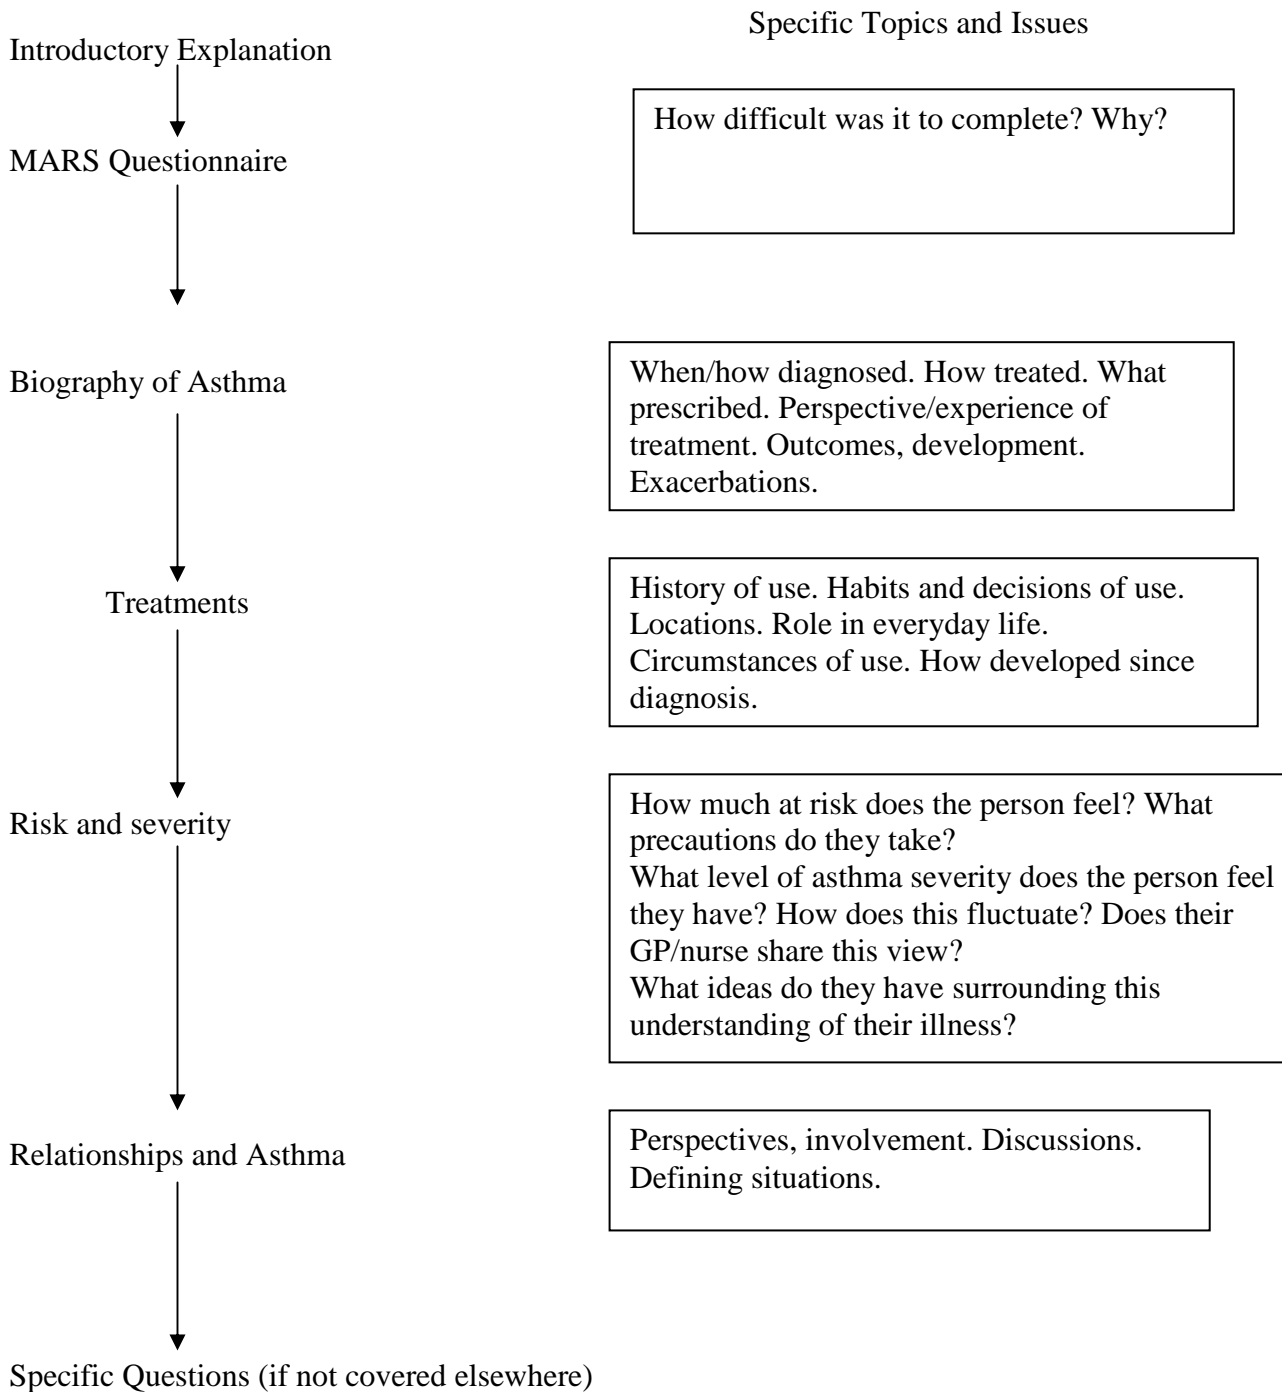 Specific Topics and Issues
Introductory Explanation
How difficult was it to complete? Why?
MARS Questionnaire
Biography of Asthma
When/how diagnosed. How treated. What
prescribed. Perspective/experience of
treatment. Outcomes, development.
Exacerbations.
Treatments
History of use. Habits and decisions of use.
Locations. Role in everyday life.
Circumstances of use. How developed since
diagnosis.
Risk and severity
How much at risk does the person feel? What
precautions do they take?
What level of asthma severity does the person feel
they have? How does this fluctuate? Does their
GP/nurse share this view?
What ideas do they have surrounding this
understanding of their illness?
Relationships and Asthma
Perspectives, involvement. Discussions.
Defining situations.
Specific Questions (if not covered elsewhere)